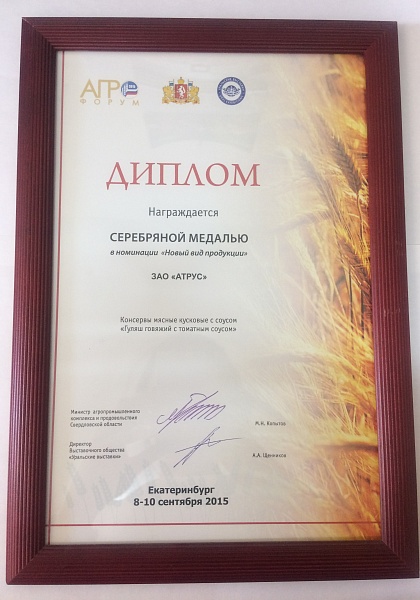 АГРО
ФОРУМ
ДИПЛОМ
Награждается
СЕРЕБРЯНОЙ МЕДАЛЬЮ
в номинации «Новый вид продукции»
ЗАО «АТРУС»
Консервы мясные кусковые с соусом
«Гуляш говяжий с томатным соусом»
Министр агропромышленного
комплекса и продовольствия
Свердловской области
М.Н. Копытов
Директор
Выставочного общества
«Уральские выставки»
А.А. Щенников
Екатеринбург
8-10 сентября 2015